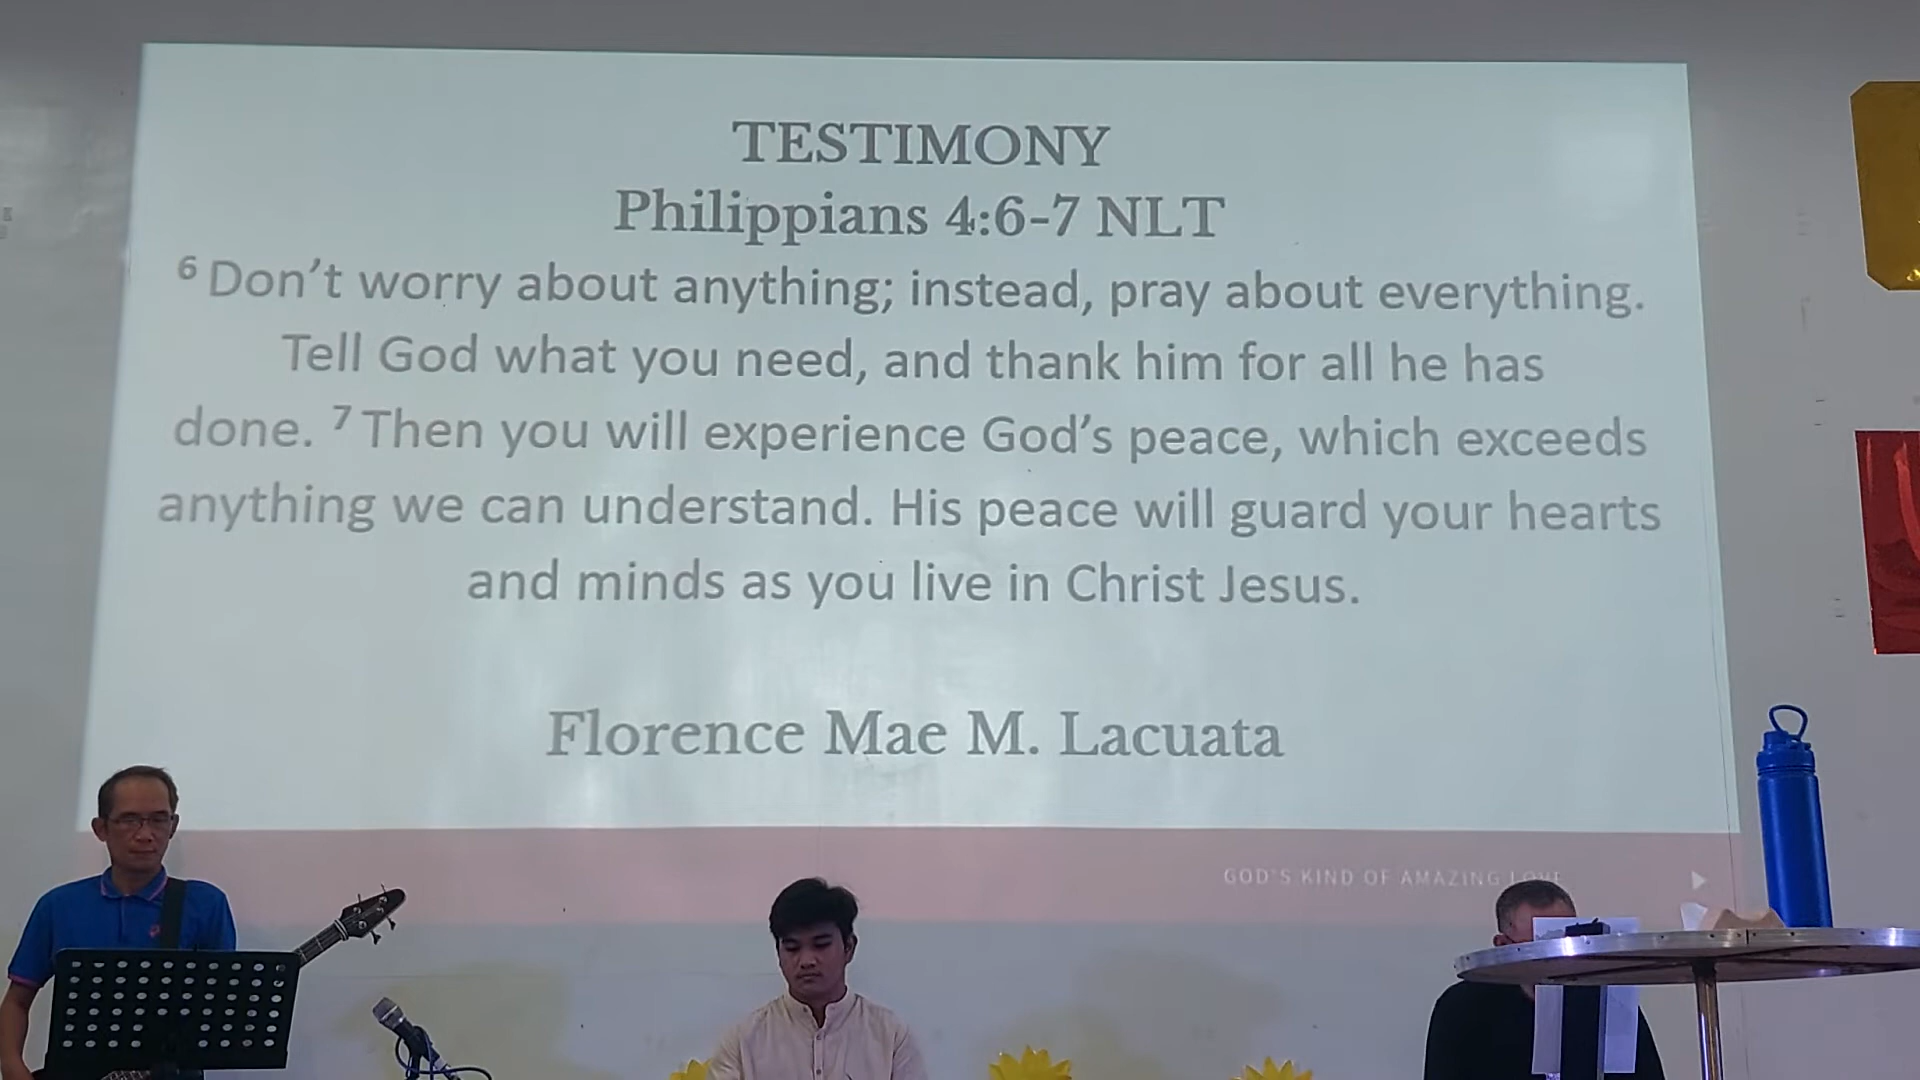 TESTIMONY
Philippians 4:6-7 NLT
6 Don't worry about anything; instead, pray about everything.
Tell God what you need, and thank him for all he has
done. 7 Then you will experience God's peace, which exceeds
anything we can understand. His peace will guard your hearts
and minds as you live in Christ Jesus.
Florence Mae M. Lacuata
GOD'S KIND OF AMAZING LOVE